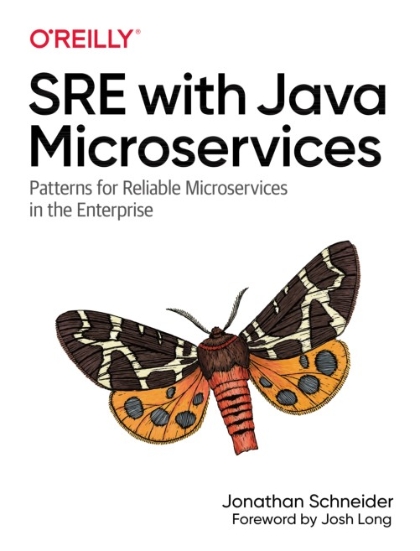 O'REILLY®
SRE with Java
Microservices
Patterns for Reliable Microservices
in the Enterprise
Jonathan Schneider
Foreword by Josh Long